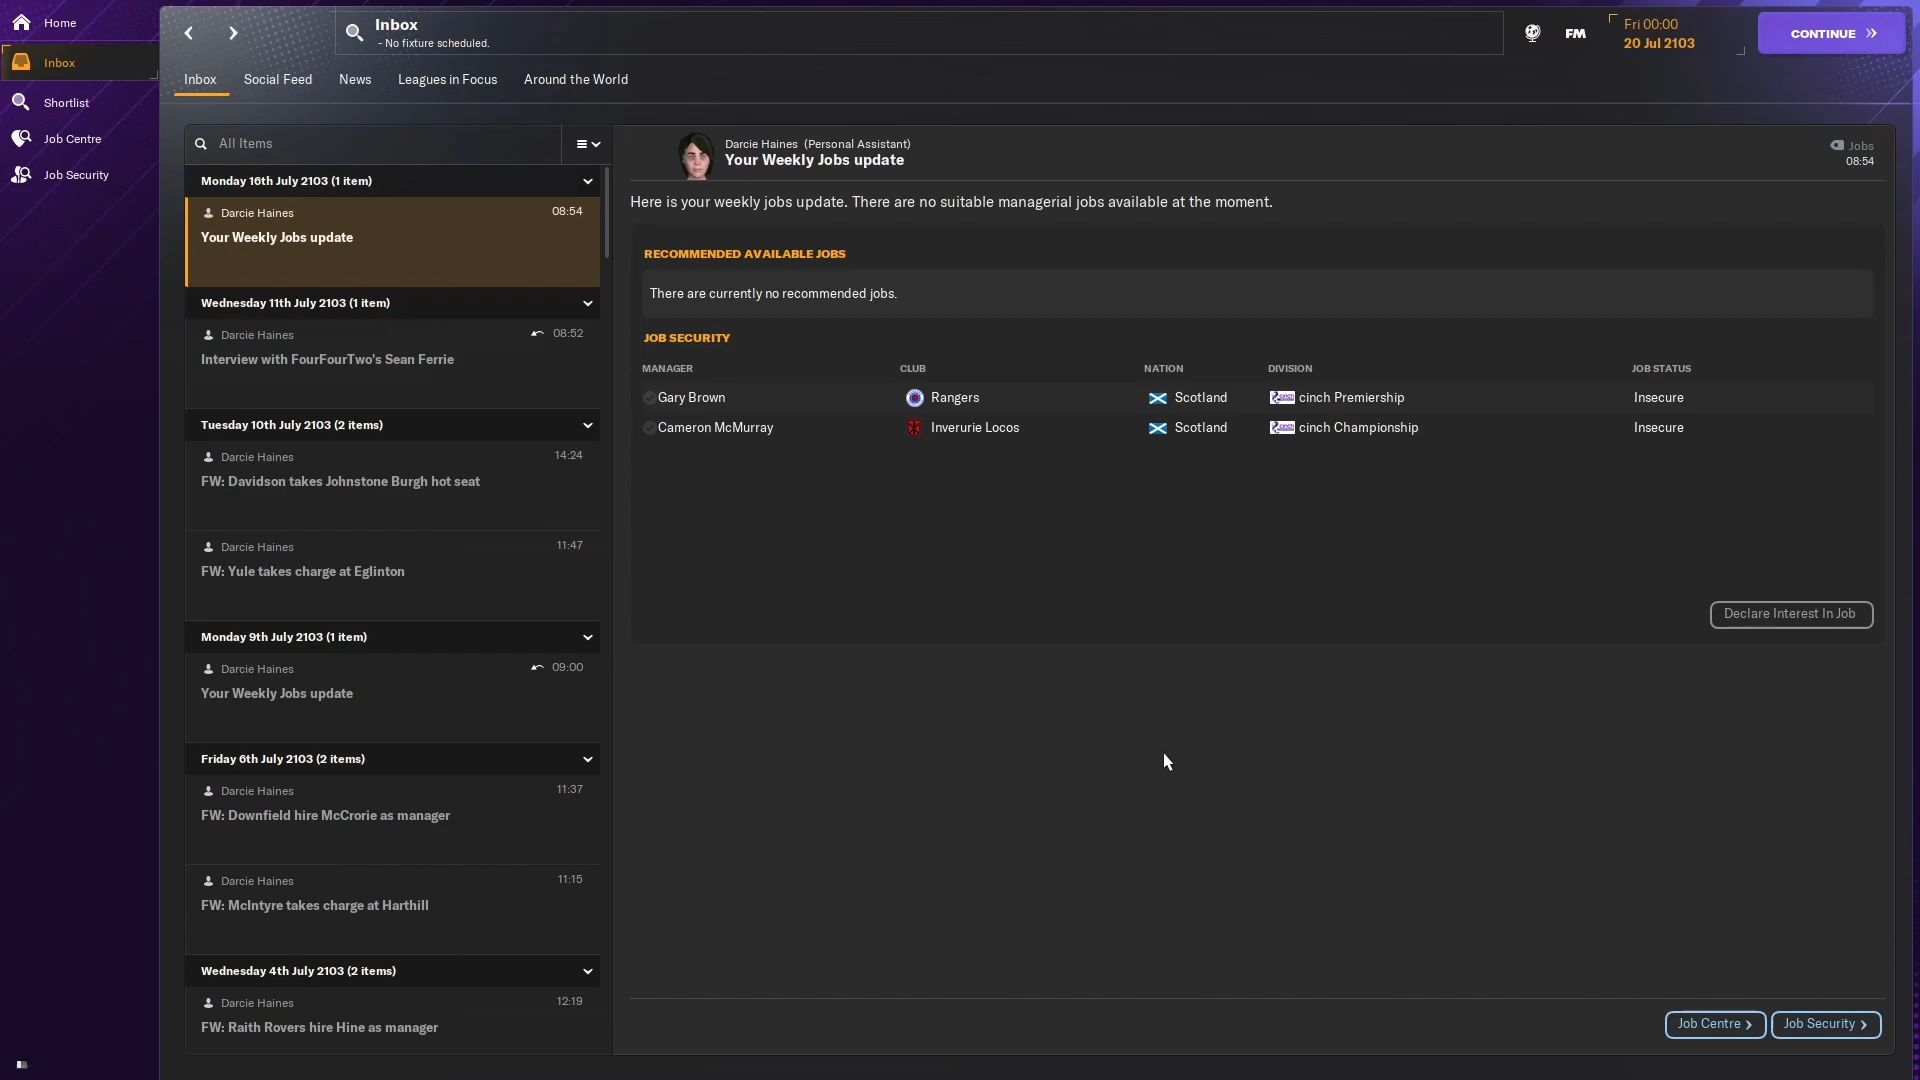 Home
Inbox
Shortlist
Job Centre
Job Security
Inbox
- No fixture scheduled.
FM
Fri 00:00
20 Jul 2103
CONTINUE
Inbox
Social Feed
News
Leagues in Focus
Around the World
All Items
Monday 16th July 2103 (1 item)
Darcie Haines
08:54
Your Weekly Jobs update
Wednesday 11th July 2103 (1 item)
Darcie Haines
08:52
Interview with FourFourTwo's Sean Ferrie
Tuesday 10th July 2103 (2 items)
Darcie Haines
14:24
FW: Davidson takes Johnstone Burgh hot seat
Darcie Haines
11:47
FW: Yule takes charge at Eglinton
Monday 9th July 2103 (1 item)
Darcie Haines
09:00
Your Weekly Jobs update
Friday 6th July 2103 (2 items)
Darcie Haines
11:37
FW: Downfield hire McCrorie as manager
Darcie Haines
11:15
FW: McIntyre takes charge at Harthill
Wednesday 4th July 2103 (2 items)
Darcie Haines
12:19
FW: Raith Rovers hire Hine as manager
Darcie Haines (Personal Assistant)
Your Weekly Jobs update
Jobs
08:54
Here is your weekly jobs update. There are no suitable managerial jobs available at the moment.
RECOMMENDED AVAILABLE JOBS
There are currently no recommended jobs.
JOB SECURITY
MANAGER CLUB NATION DIVISION JOB STATUS
Gary Brown Rangers Scotland cinch Premiership Insecure
Cameron McMurray Inverurie Locos Scotland cinch Championship Insecure
Declare Interest In Job
Job Centre
Job Security